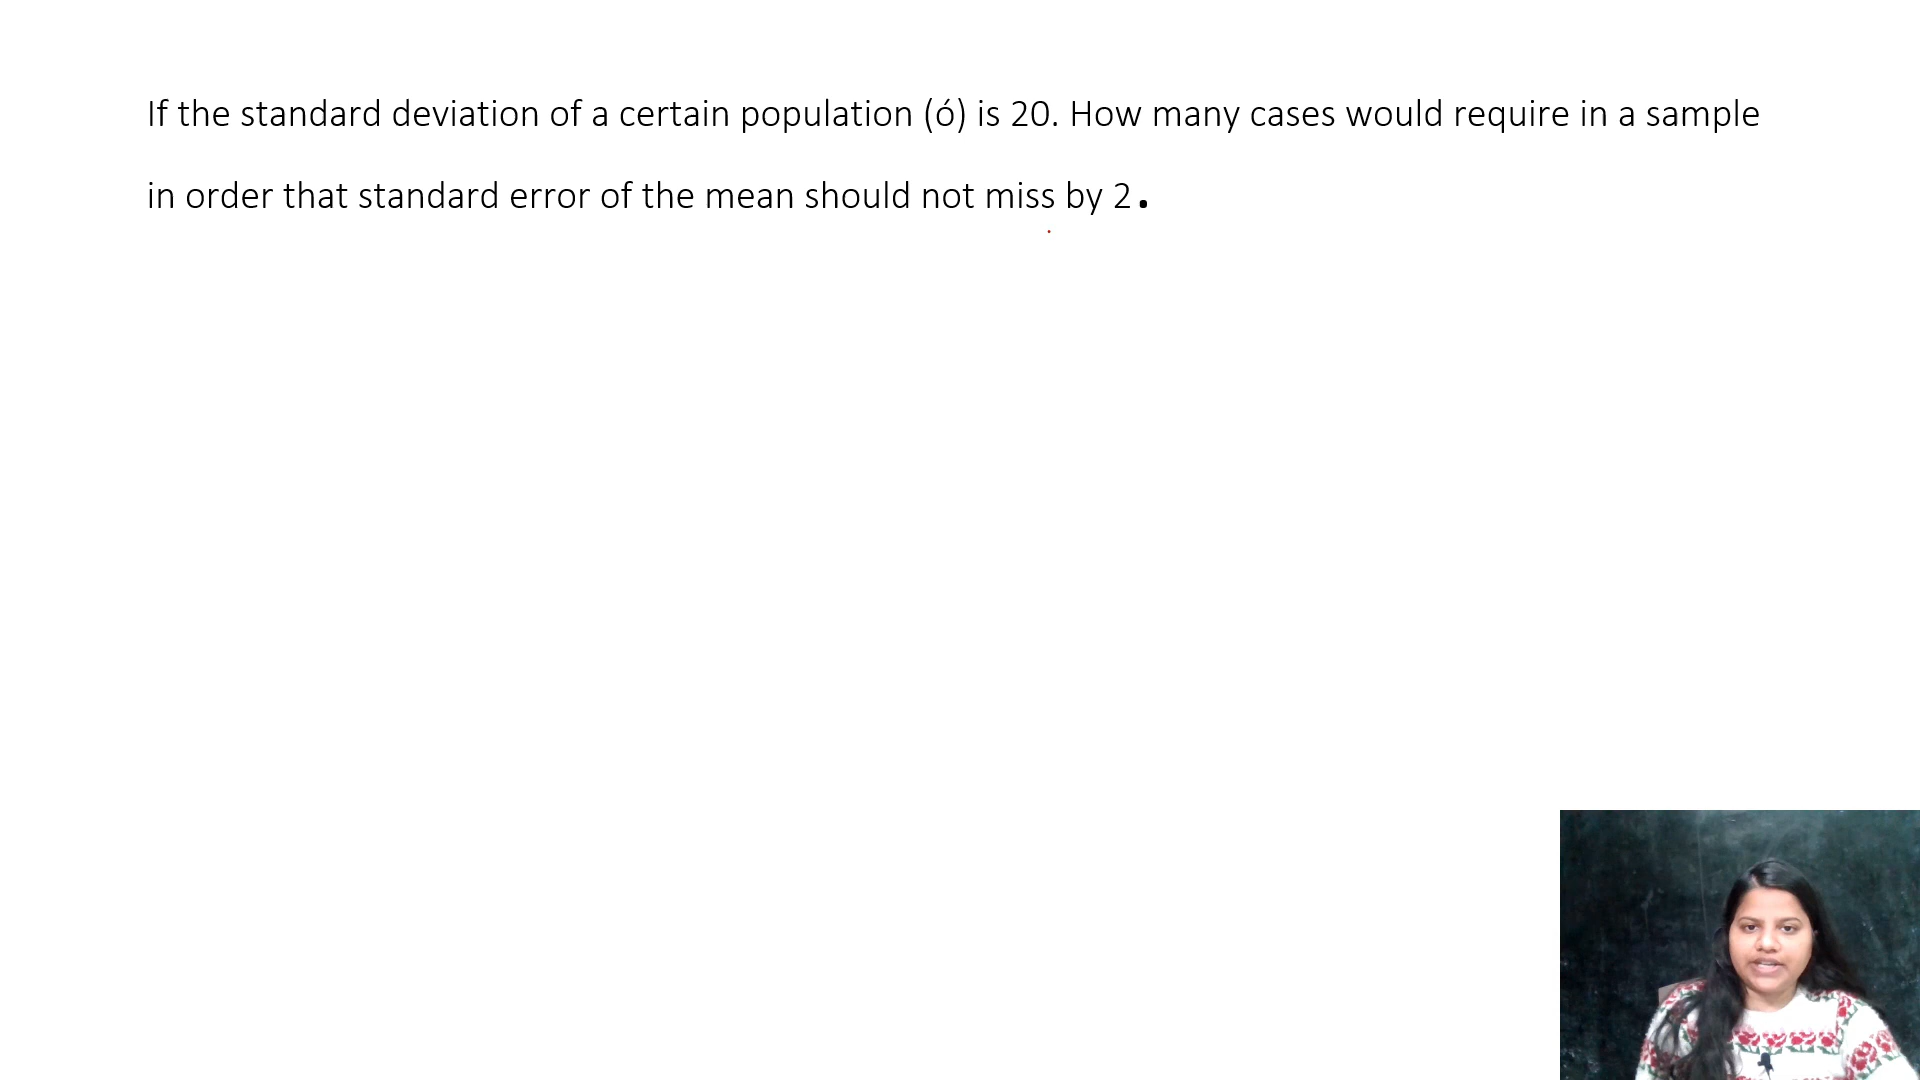 If the standard deviation of a certain population (ó) is 20. How many cases would require in a sample
in order that standard error of the mean should not miss by 2.